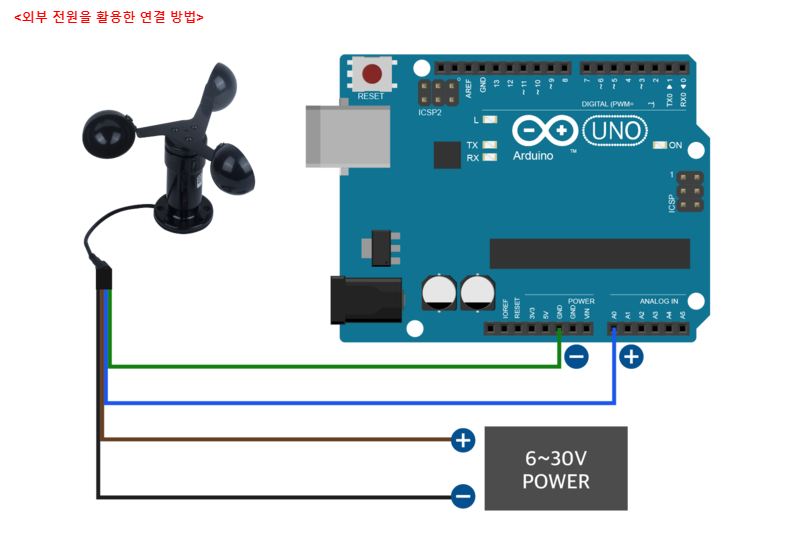 <외부 전원을 활용한 연결 방법>
RESET
ICSP2
AREF
GND
13
12
~11
~10
~9
8
7
~6
~5
4
~3
2
TX0 ▶ 1
RX0 ◀ 0
DIGITAL (PWM=
L
TX
RX
Arduino
TM
UNO
ON
1
ICSP
POWER
ANALOG IN
IOREF
RESET
3V3
5V
GND
GND
VIN
A0
A1
A2
A3
A4
A5
6~30V
POWER